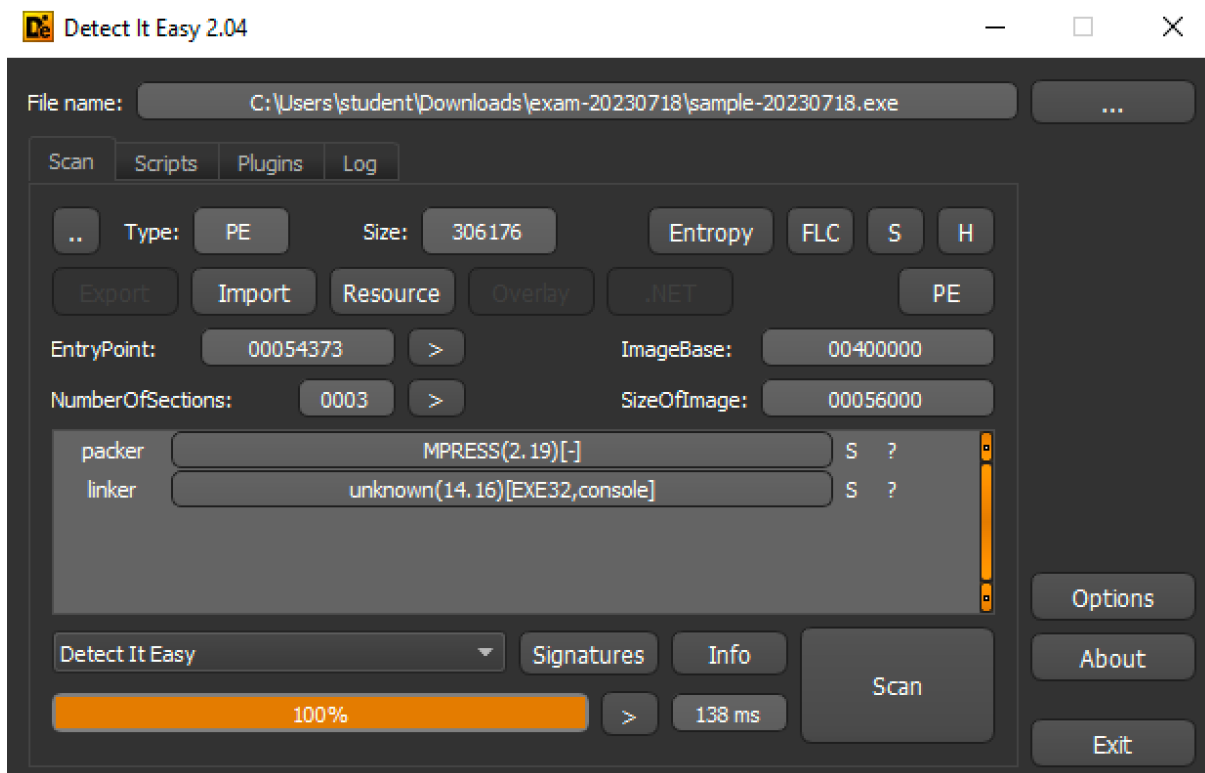 Detect It Easy 2.04
File name: C:\Users\student\Downloads\exam-20230718\sample-20230718.exe ...
Scan Scripts Plugins Log
.. Type: PE Size: 306176 Entropy FLC S H
Export Import Resource Overlay .NET PE
EntryPoint: 00054373 > ImageBase: 00400000
NumberOfSections: 0003 > SizeOfImage: 00056000
packer MPRESS(2.19)[-] S ?
linker unknown(14.16)[EXE32,console] S ?
Options
Detect It Easy Signatures Info Scan About
100% > 138 ms
Exit